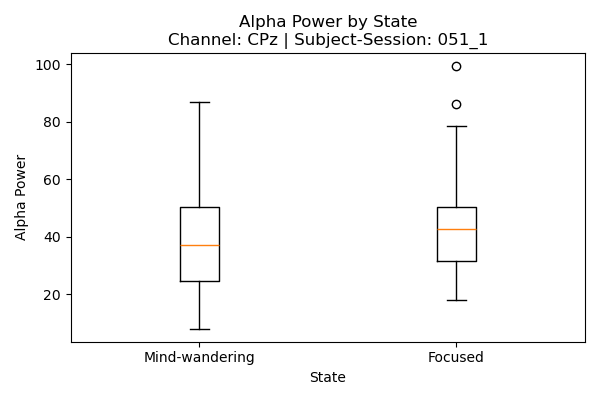 Alpha Power by State
Channel: CPz | Subject-Session: 051_1
100
80
60
40
20
Alpha Power
Mind-wandering
Focused
State